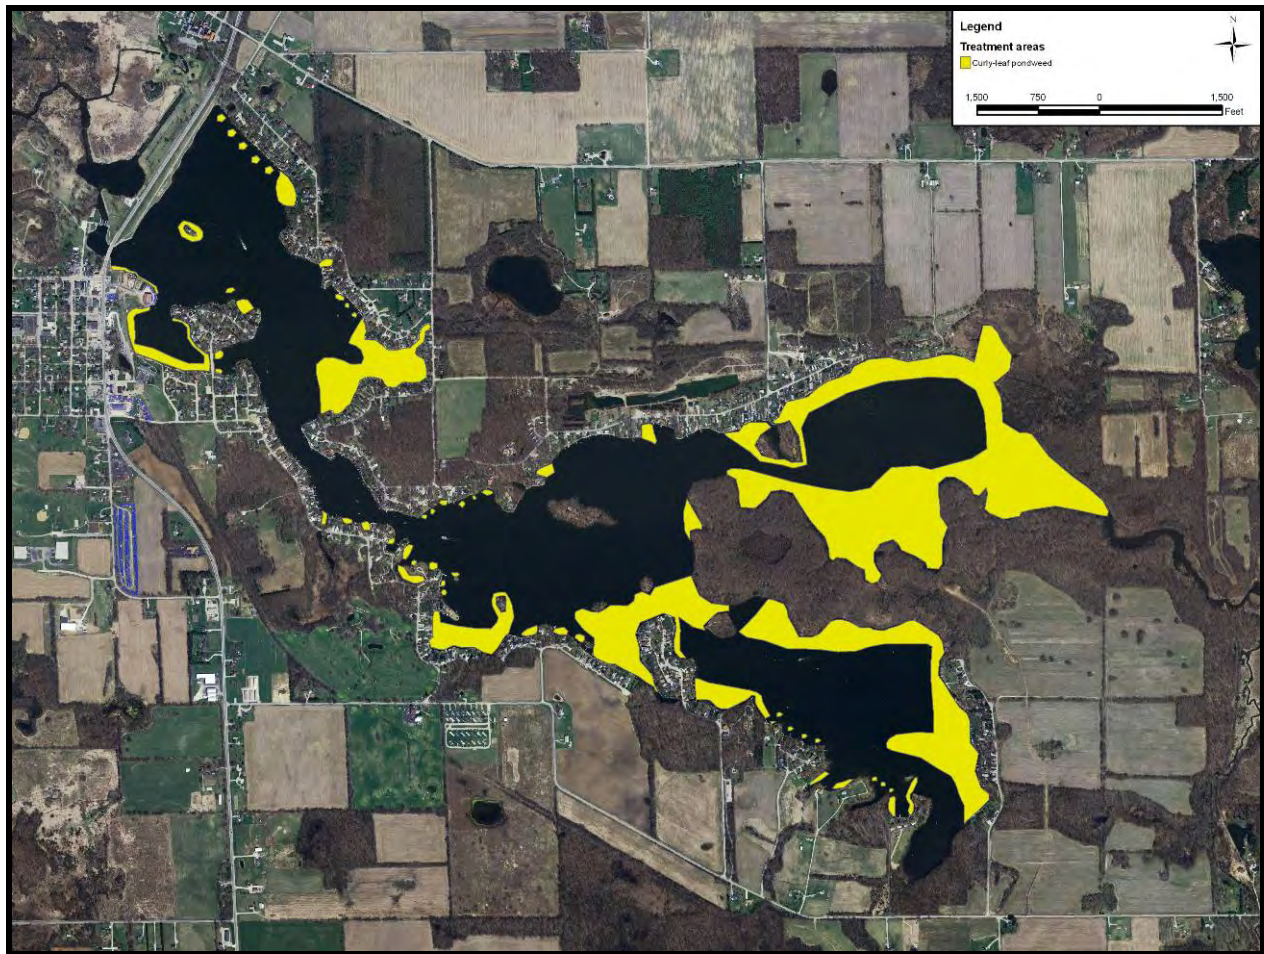 Legend
N
Treatment areas
Curly-leaf pondweed
1,500 750 0 1,500
Feet